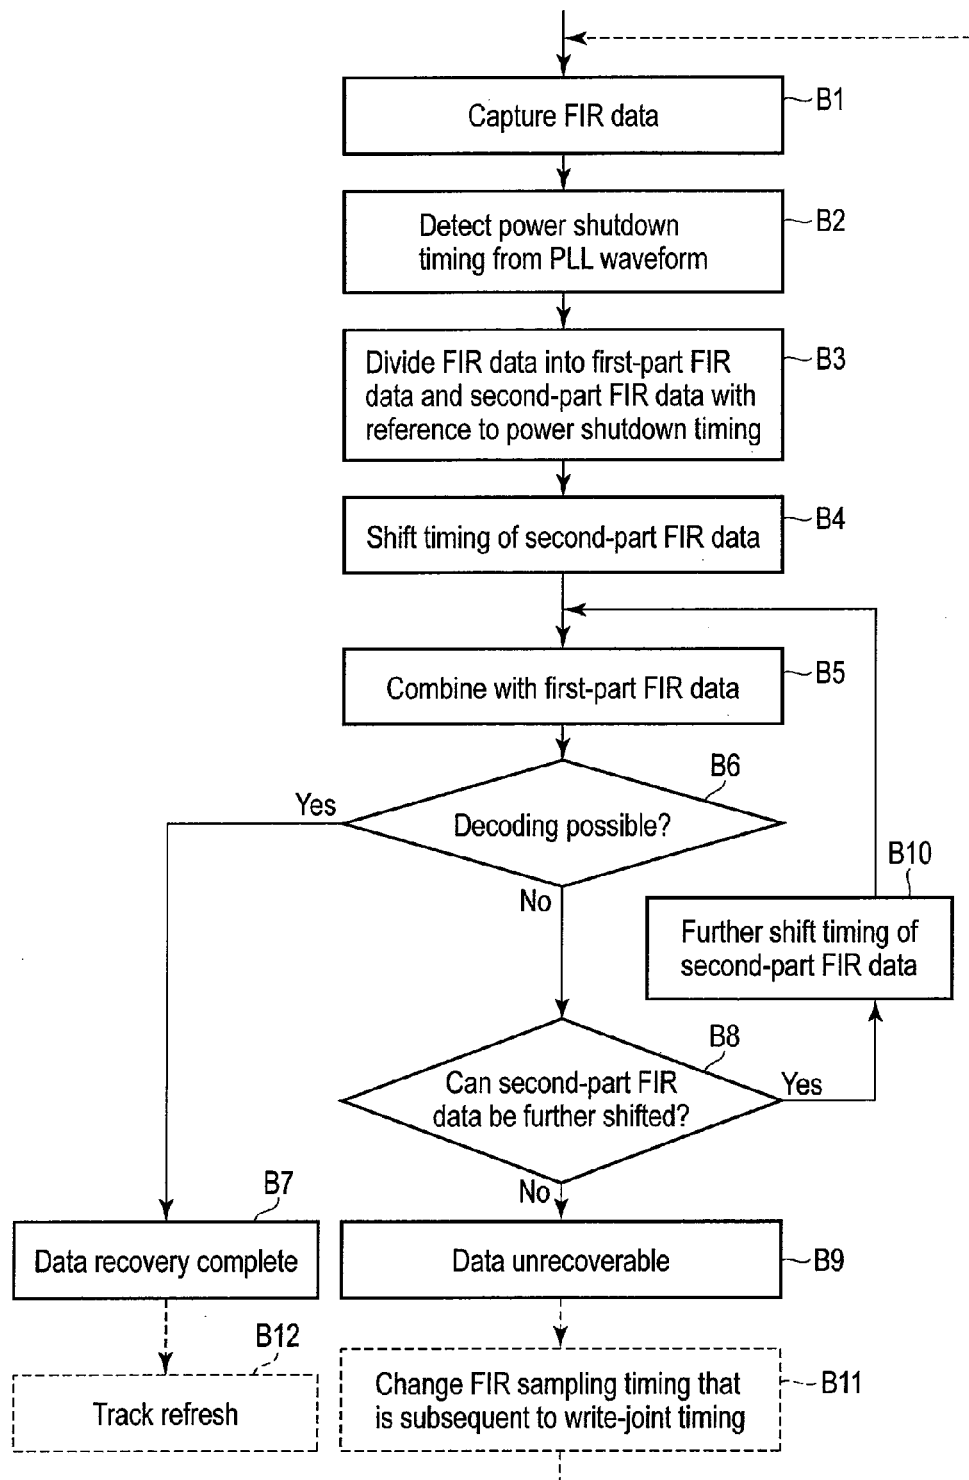 Capture FIR data
B1
Detect power shutdown
timing from PLL waveform
B2
Divide FIR data into first-part FIR
data and second-part FIR data with
reference to power shutdown timing
B3
Shift timing of second-part FIR data
B4
Combine with first-part FIR data
B5
B6
Yes
Decoding possible?
No
B10
Further shift timing of
second-part FIR data
B8
Can second-part FIR
data be further shifted?
Yes
No
B7
Data recovery complete
Data unrecoverable
B9
B12
Track refresh
Change FIR sampling timing that
is subsequent to write-joint timing
B11